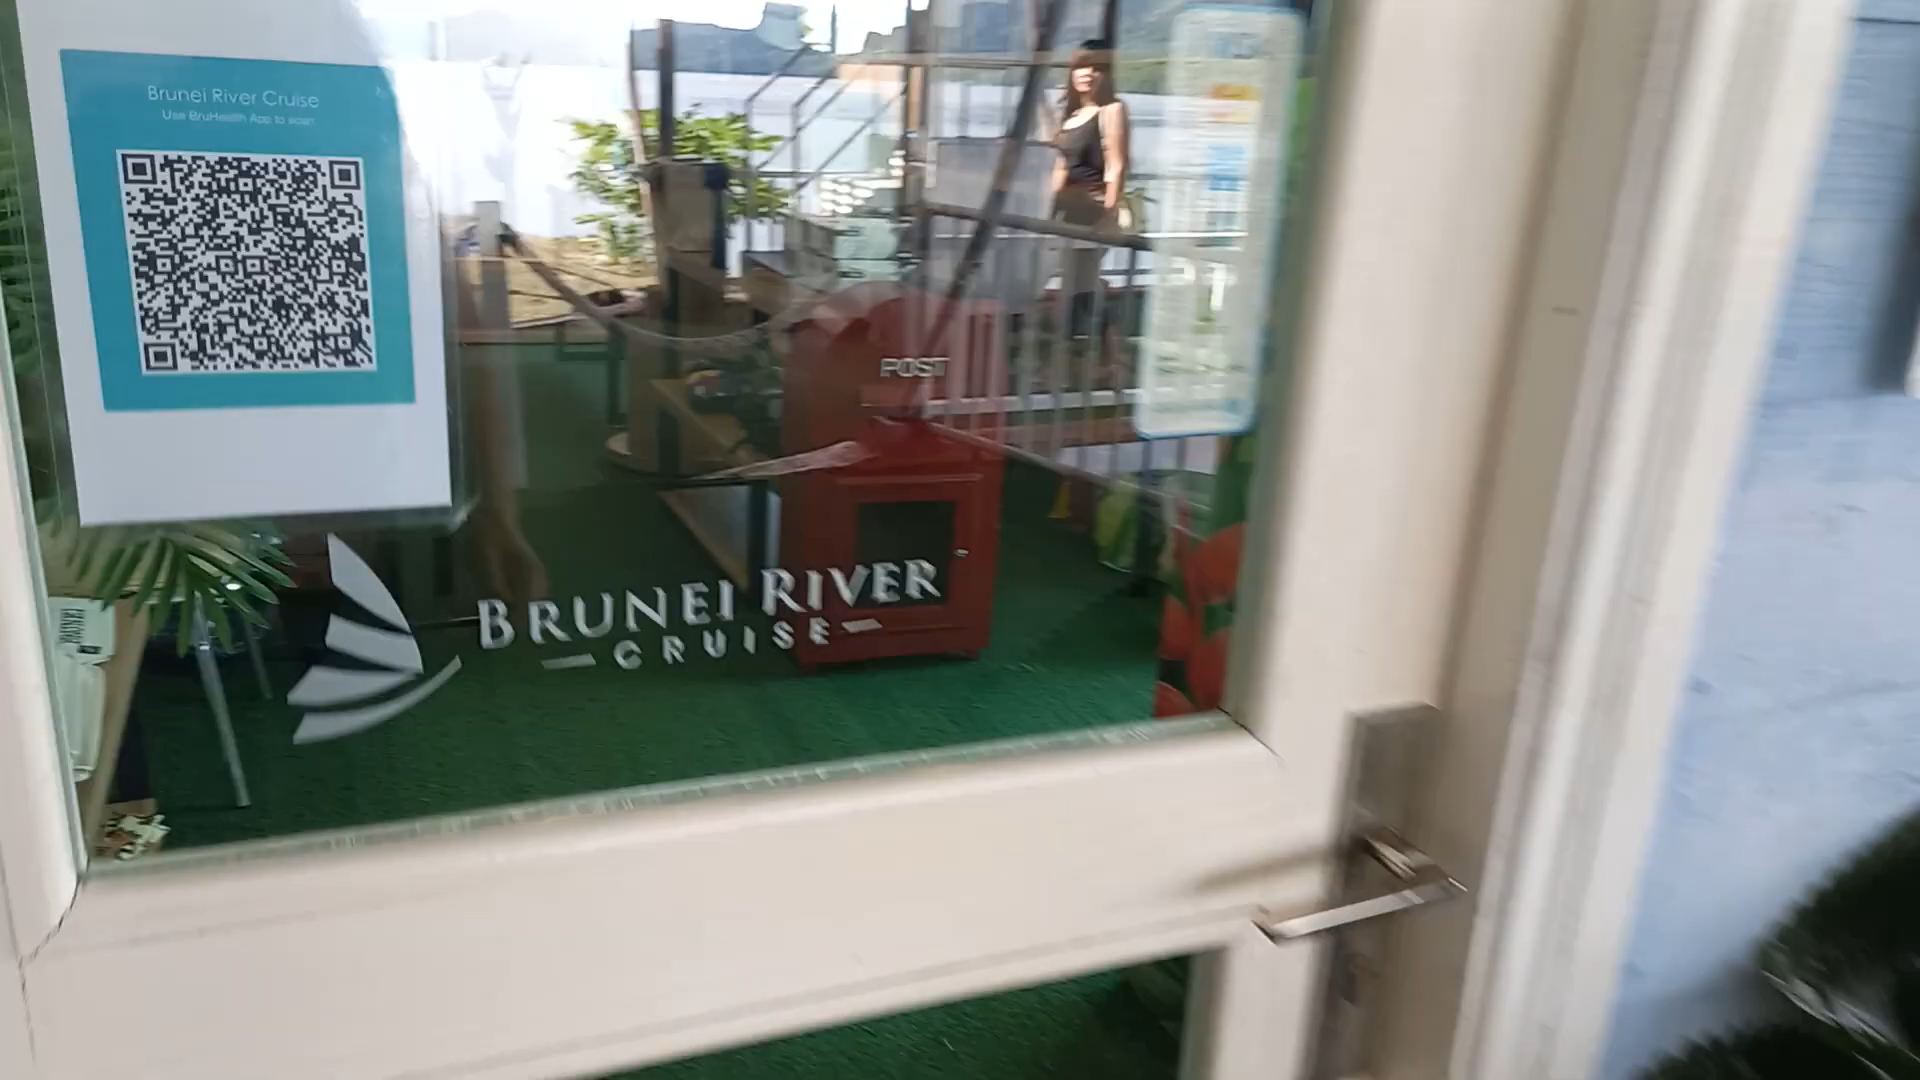 Brunei River Cruise
Use BruHealth App to scan
POST
BRUNEI RIVER
CRUISE